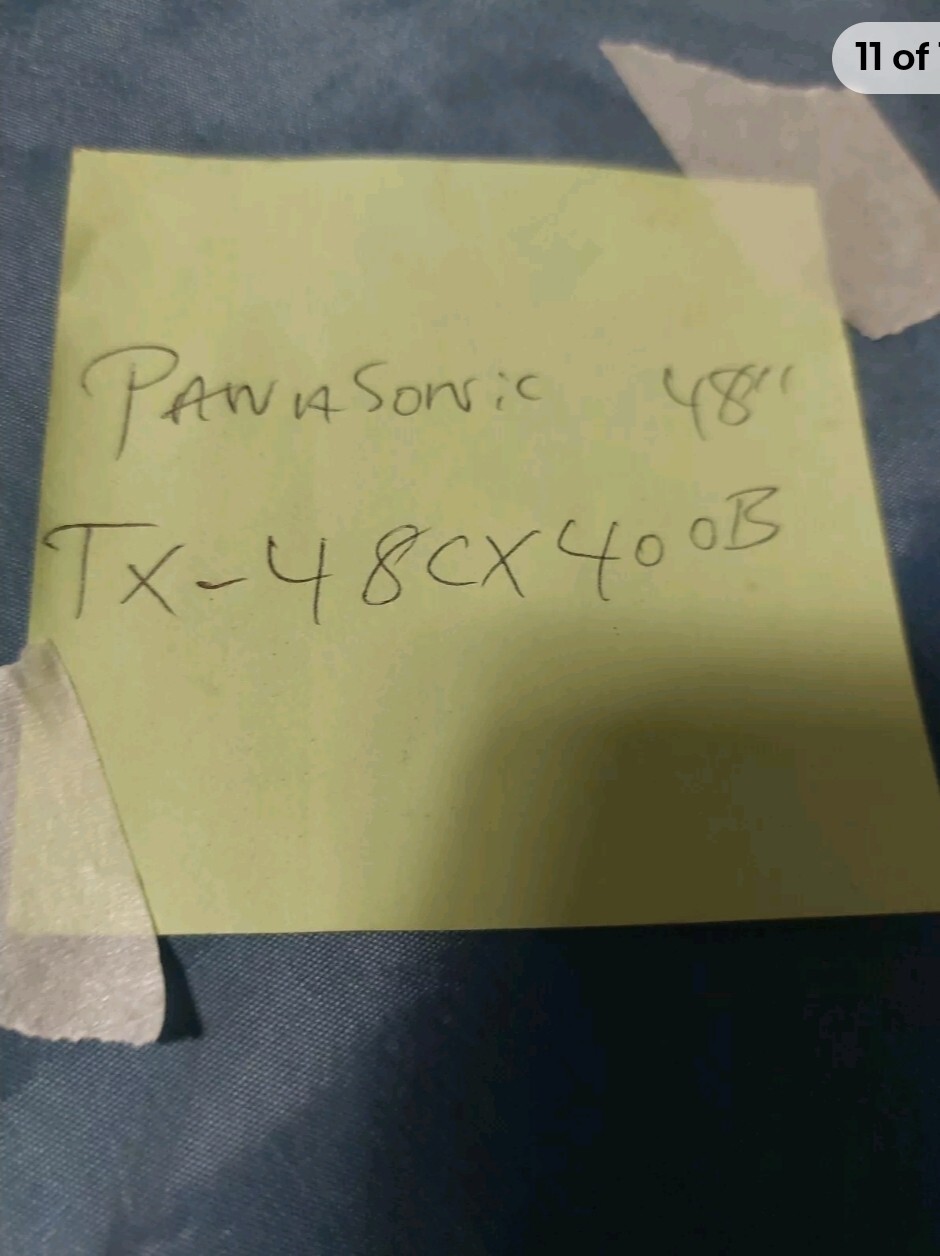 11 of
PANASonic 48"
TX-48CX400B